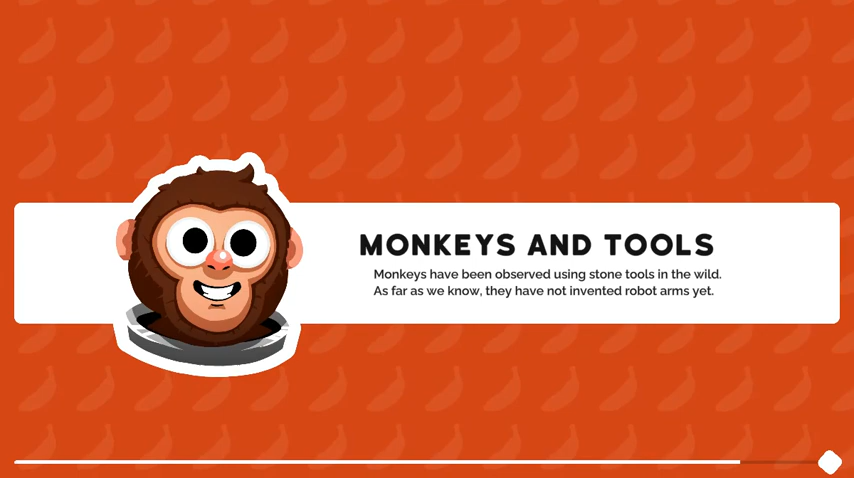 MONKEYS AND TOOLS
Monkeys have been observed using stone tools in the wild.
As far as we know, they have not invented robot arms yet.